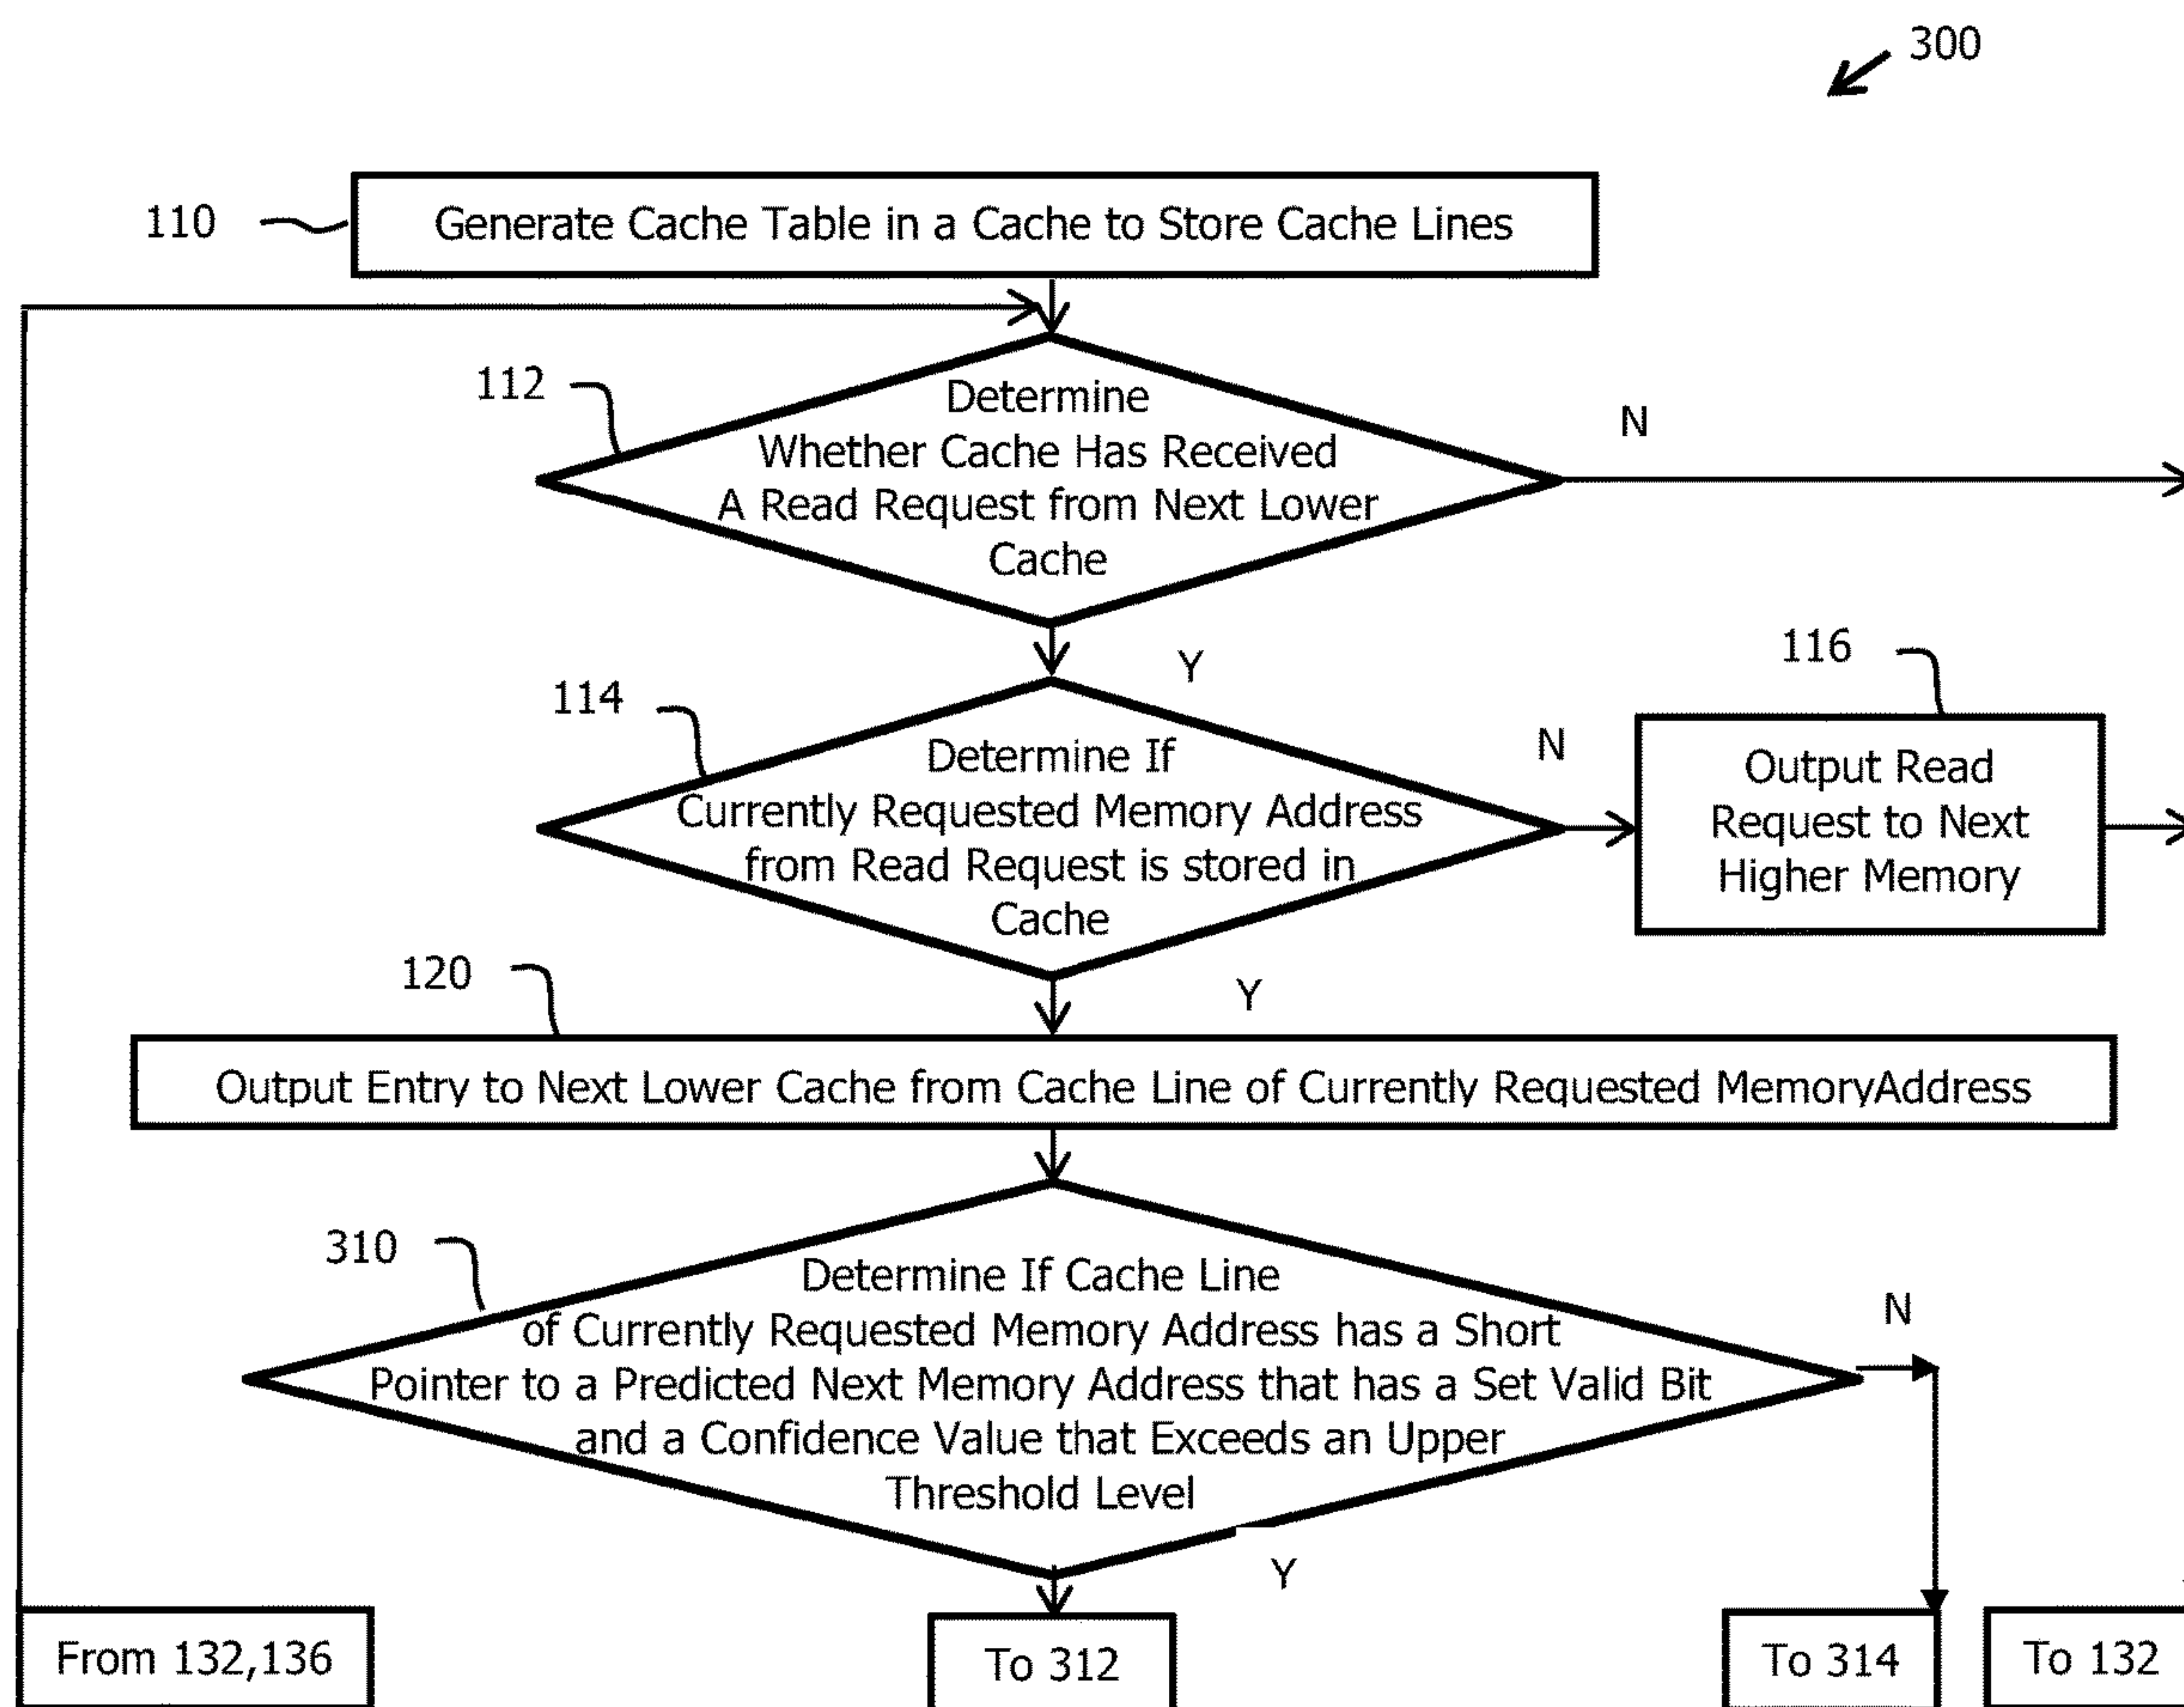 300
110
Generate Cache Table in a Cache to Store Cache Lines
112
Determine
Whether Cache Has Received
A Read Request from Next Lower
Cache
N
Y
116
114
Determine If
Currently Requested Memory Address
from Read Request is stored in
Cache
N
Output Read
Request to Next
Higher Memory
Y
120
Output Entry to Next Lower Cache from Cache Line of Currently Requested MemoryAddress
310
Determine If Cache Line
of Currently Requested Memory Address has a Short
Pointer to a Predicted Next Memory Address that has a Set Valid Bit
and a Confidence Value that Exceeds an Upper
Threshold Level
N
Y
From 132,136
To 312
To 314
To 132